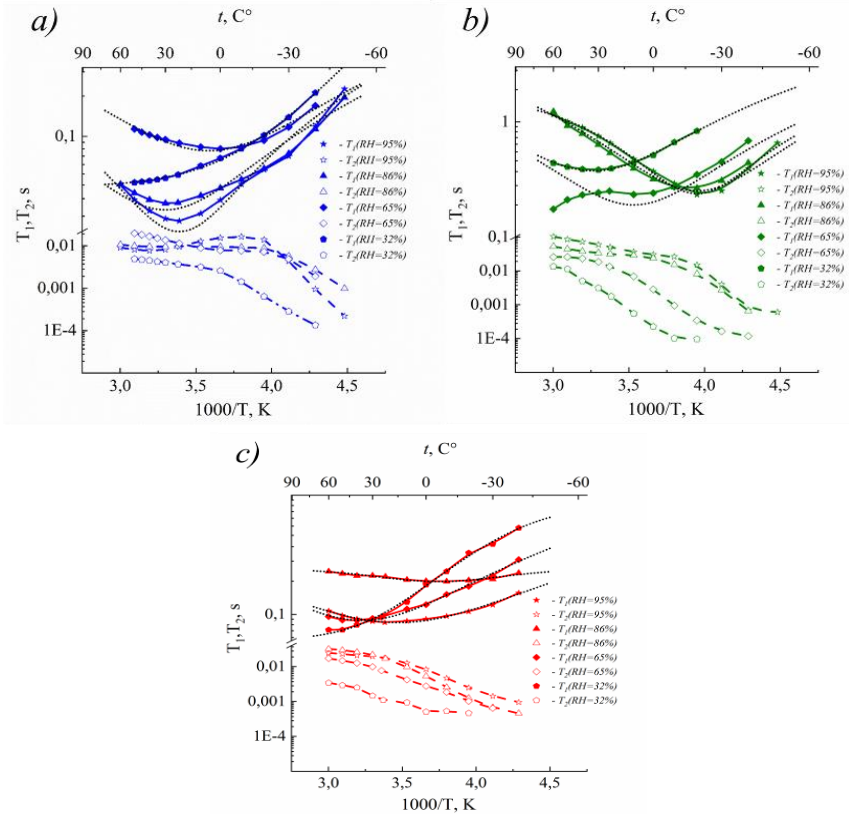 a)
t, C°
90 60 30 0 -30 -60
0,1
T₁,T₂, s
0,01
0,001
1E-4
3,0 3,5 4,0 4,5
1000/T, K
- T₁(RH=95%)
- T₂(RH=95%)
- T₁(RH=86%)
- T₂(RH=86%)
- T₁(RH=65%)
- T₂(RH=65%)
- T₁(RH=32%)
- T₂(RH=32%)
b)
t, C°
90 60 30 0 -30 -60
1
T₁,T₂, s
0,1
0,01
0,001
1E-4
3,0 3,5 4,0 4,5
1000/T, K
- T₁(RH=95%)
- T₂(RH=95%)
- T₁(RH=86%)
- T₂(RH=86%)
- T₁(RH=65%)
- T₂(RH=65%)
- T₁(RH=32%)
- T₂(RH=32%)
c)
t, C°
90 60 30 0 -30 -60
0,1
T₁,T₂, s
0,01
0,001
1E-4
3,0 3,5 4,0 4,5
1000/T, K
- T₁(RH=95%)
- T₂(RH=95%)
- T₁(RH=86%)
- T₂(RH=86%)
- T₁(RH=65%)
- T₂(RH=65%)
- T₁(RH=32%)
- T₂(RH=32%)